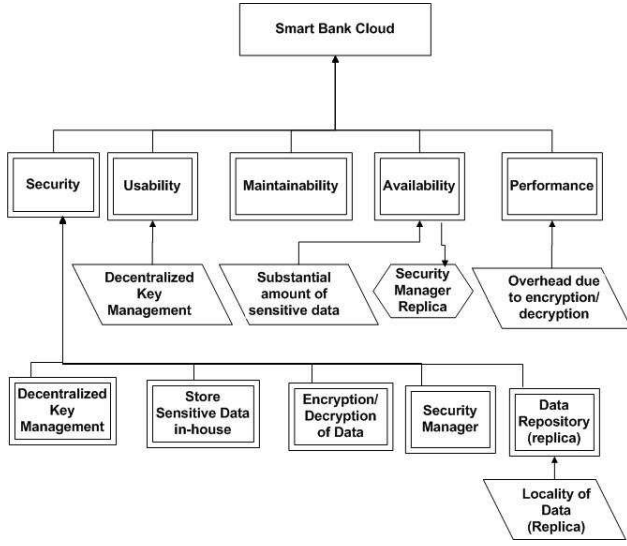 Smart Bank Cloud
Security
Usability
Maintainability
Availability
Performance
Decentralized
Key
Management
Substantial
amount of
sensitive data
Security
Manager
Replica
Overhead due
to encryption/
decryption
Decentralized
Key
Management
Store
Sensitive Data
in-house
Encryption/
Decryption
of Data
Security
Manager
Data
Repository
(replica)
Locality of
Data
(Replica)